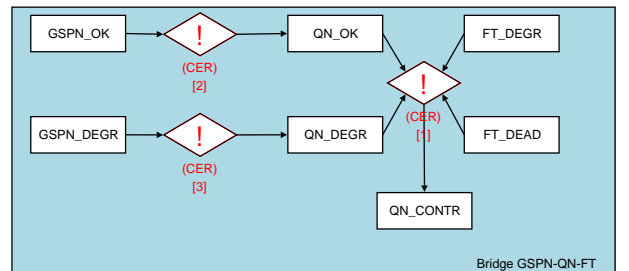 GSPN_OK
!
QN_OK
FT_DEGR
(CER)
[2]
!
GSPN_DEGR
!
QN_DEGR
(CER)
[1]
FT_DEAD
(CER)
[3]
QN_CONTR
Bridge GSPN-QN-FT